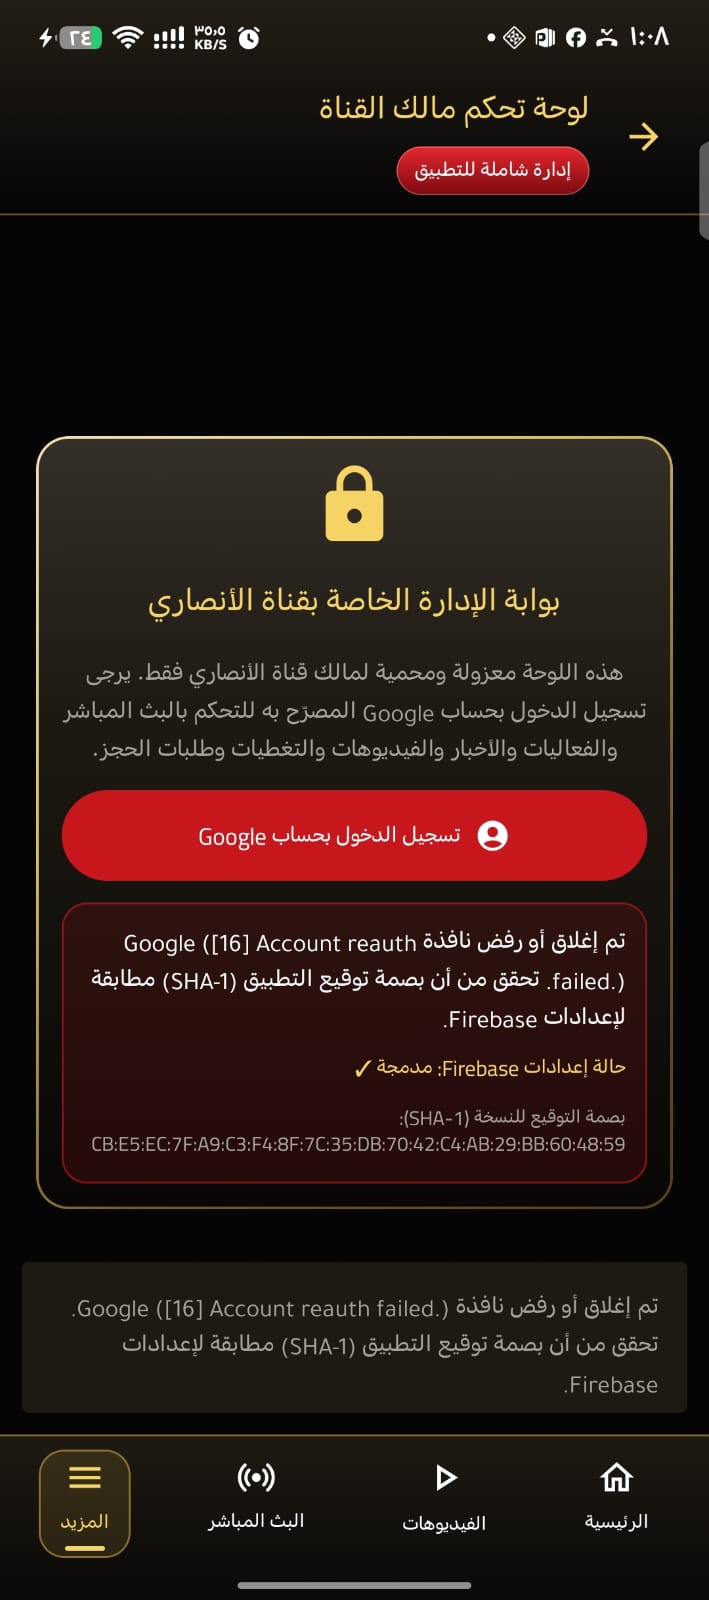 ١:٠٨
٣٥٫٥ KB/S
٢٤
لوحة تحكم مالك القناة
إدارة شاملة للتطبيق
بوابة الإدارة الخاصة بقناة الأنصاري
هذه اللوحة معزولة ومحمية لمالك قناة الأنصاري فقط. يرجى
تسجيل الدخول بحساب Google المصرّح به للتحكم بالبث المباشر
والفعاليات والأخبار والفيديوهات والتغطيات وطلبات الحجز.
تسجيل الدخول بحساب Google
تم إغلاق أو رفض نافذة Google ([16] Account reauth
failed.). تحقق من أن بصمة توقيع التطبيق (SHA-1) مطابقة
لإعدادات Firebase.
حالة إعدادات Firebase: مدمجة ✓
بصمة التوقيع للنسخة (SHA-1):
CB:E5:EC:7F:A9:C3:F4:8F:7C:35:DB:70:42:C4:AB:29:BB:60:48:59
تم إغلاق أو رفض نافذة Google ([16] Account reauth failed.).
تحقق من أن بصمة توقيع التطبيق (SHA-1) مطابقة لإعدادات
Firebase.
الرئيسية
الفيديوهات
البث المباشر
المزيد